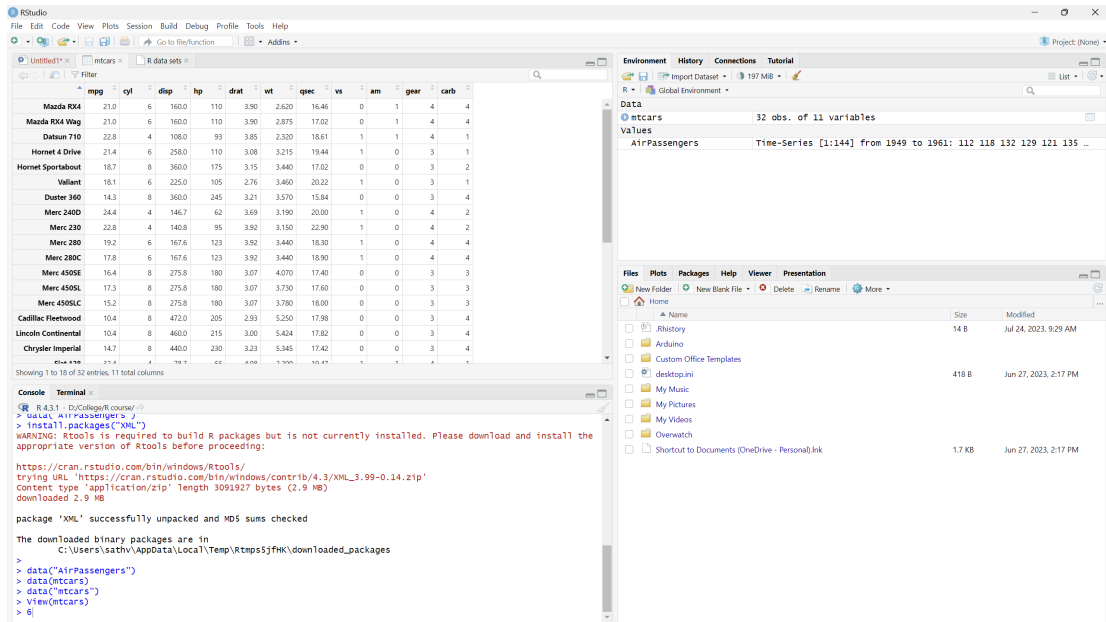 RStudio
File Edit Code View Plots Session Build Debug Profile Tools Help
Go to file/function Addins Project: (None)
Untitled1* mtcars R data sets
Filter
mpg cyl disp hp drat wt qsec vs am gear carb
Mazda RX4 21.0 6 160.0 110 3.90 2.620 16.46 0 1 4 4
Mazda RX4 Wag 21.0 6 160.0 110 3.90 2.875 17.02 0 1 4 4
Datsun 710 22.8 4 108.0 93 3.85 2.320 18.61 1 1 4 1
Hornet 4 Drive 21.4 6 258.0 110 3.08 3.215 19.44 1 0 3 1
Hornet Sportabout 18.7 8 360.0 175 3.15 3.440 17.02 0 0 3 2
Valiant 18.1 6 225.0 105 2.76 3.460 20.22 1 0 3 1
Duster 360 14.3 8 360.0 245 3.21 3.570 15.84 0 0 3 4
Merc 240D 24.4 4 146.7 62 3.69 3.190 20.00 1 0 4 2
Merc 230 22.8 4 140.8 95 3.92 3.150 22.90 1 0 4 2
Merc 280 19.2 6 167.6 123 3.92 3.440 18.30 1 0 4 4
Merc 280C 17.8 6 167.6 123 3.92 3.440 18.90 1 0 4 4
Merc 450SE 16.4 8 275.8 180 3.07 4.070 17.40 0 0 3 3
Merc 450SL 17.3 8 275.8 180 3.07 3.730 17.60 0 0 3 3
Merc 450SLC 15.2 8 275.8 180 3.07 3.780 18.00 0 0 3 3
Cadillac Fleetwood 10.4 8 472.0 205 2.93 5.250 17.98 0 0 3 4
Lincoln Continental 10.4 8 460.0 215 3.00 5.424 17.82 0 0 3 4
Chrysler Imperial 14.7 8 440.0 230 3.23 5.345 17.42 0 0 3 4
Fiat 128 32.4 4 78.7 66 4.08 2.200 19.47 1 1 4 1
Showing 1 to 18 of 32 entries, 11 total columns
Console Terminal
R 4.3.1 · D:/College/R course/
> data("AirPassengers")
> install.packages("XML")
WARNING: Rtools is required to build R packages but is not currently installed. Please download and install the
appropriate version of Rtools before proceeding:
https://cran.rstudio.com/bin/windows/Rtools/
trying URL 'https://cran.rstudio.com/bin/windows/contrib/4.3/XML_3.99-0.14.zip'
Content type 'application/zip' length 3091927 bytes (2.9 MB)
downloaded 2.9 MB
package ‘XML’ successfully unpacked and MD5 sums checked
The downloaded binary packages are in
C:\Users\sathv\AppData\Local\Temp\Rtmps5jfHK\downloaded_packages
>
> data("AirPassengers")
> data(mtcars)
> data("mtcars")
> View(mtcars)
> 6
Environment History Connections Tutorial
Import Dataset 197 MiB List
R Global Environment
Data
mtcars 32 obs. of 11 variables
Values
AirPassengers Time-Series [1:144] from 1949 to 1961: 112 118 132 129 121 135 …
Files Plots Packages Help Viewer Presentation
New Folder New Blank File Delete Rename More
Home ...
Name Size Modified
.Rhistory 14 B Jul 24, 2023, 9:29 AM
Arduino
Custom Office Templates
desktop.ini 418 B Jun 27, 2023, 2:17 PM
My Music
My Pictures
My Videos
Overwatch
Shortcut to Documents (OneDrive - Personal).lnk 1.7 KB Jun 27, 2023, 2:17 PM